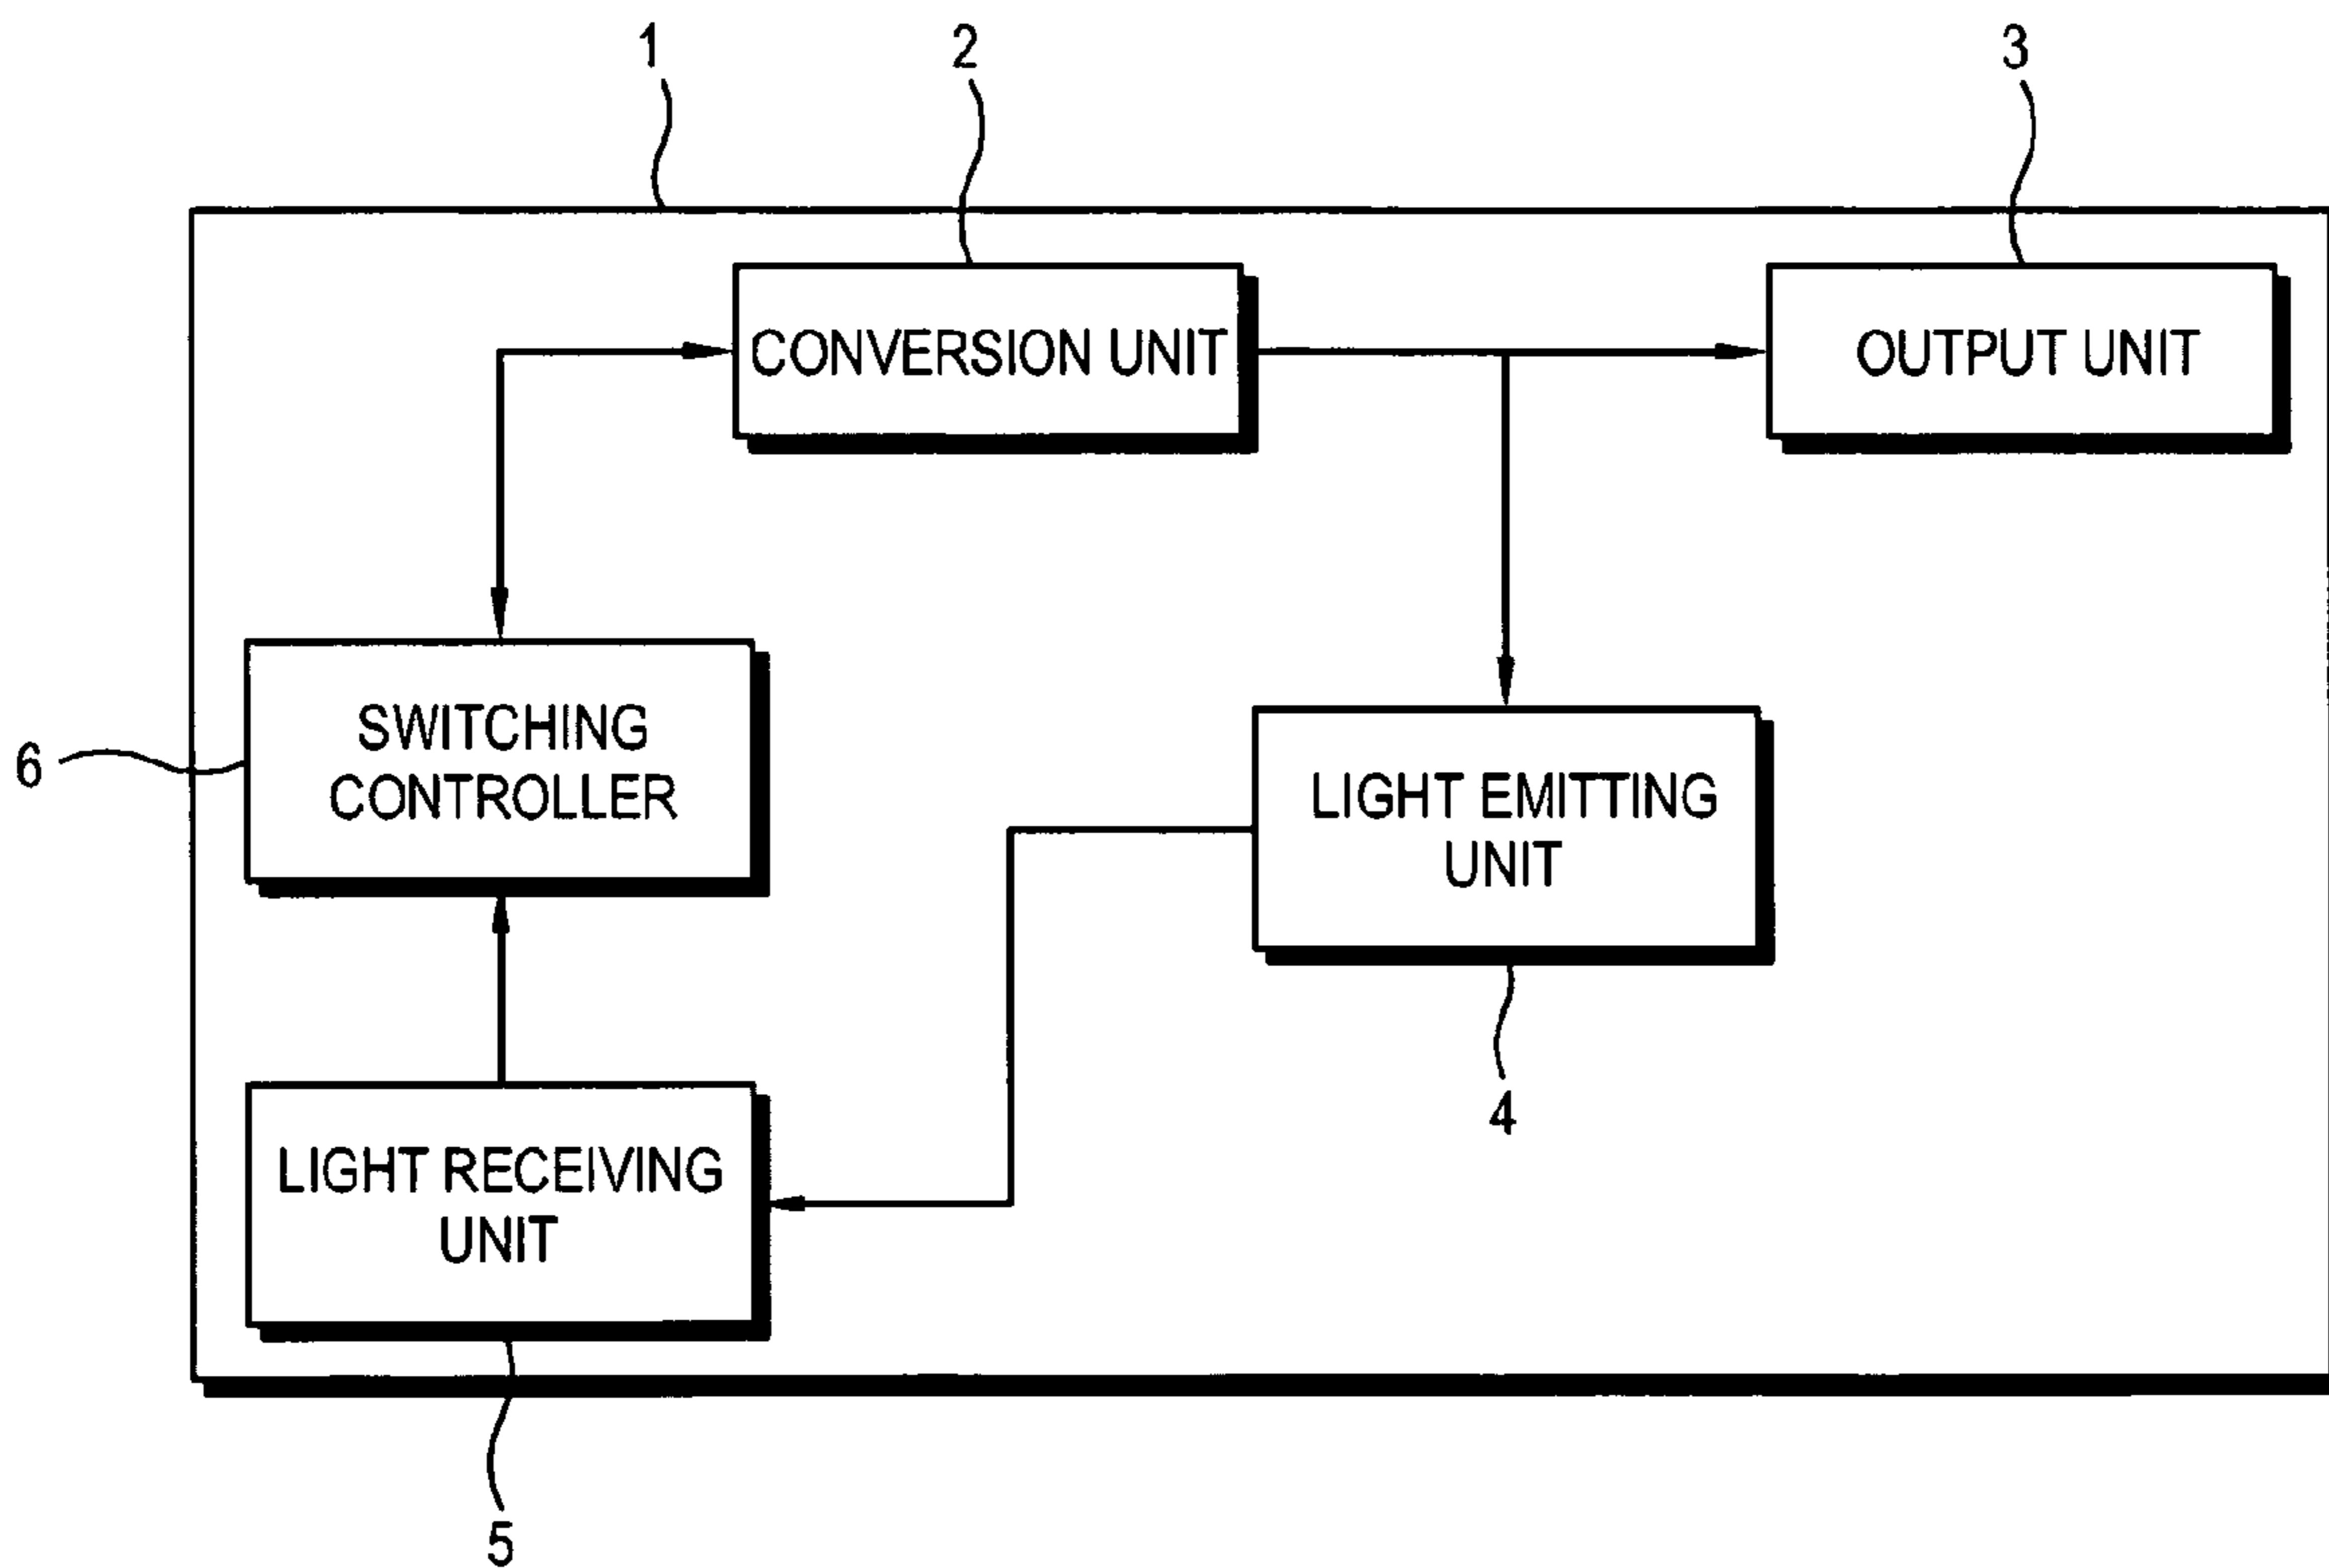 1
2
3
CONVERSION UNIT
OUTPUT UNIT
SWITCHING
CONTROLLER
6
LIGHT EMITTING
UNIT
4
LIGHT RECEIVING
UNIT
5